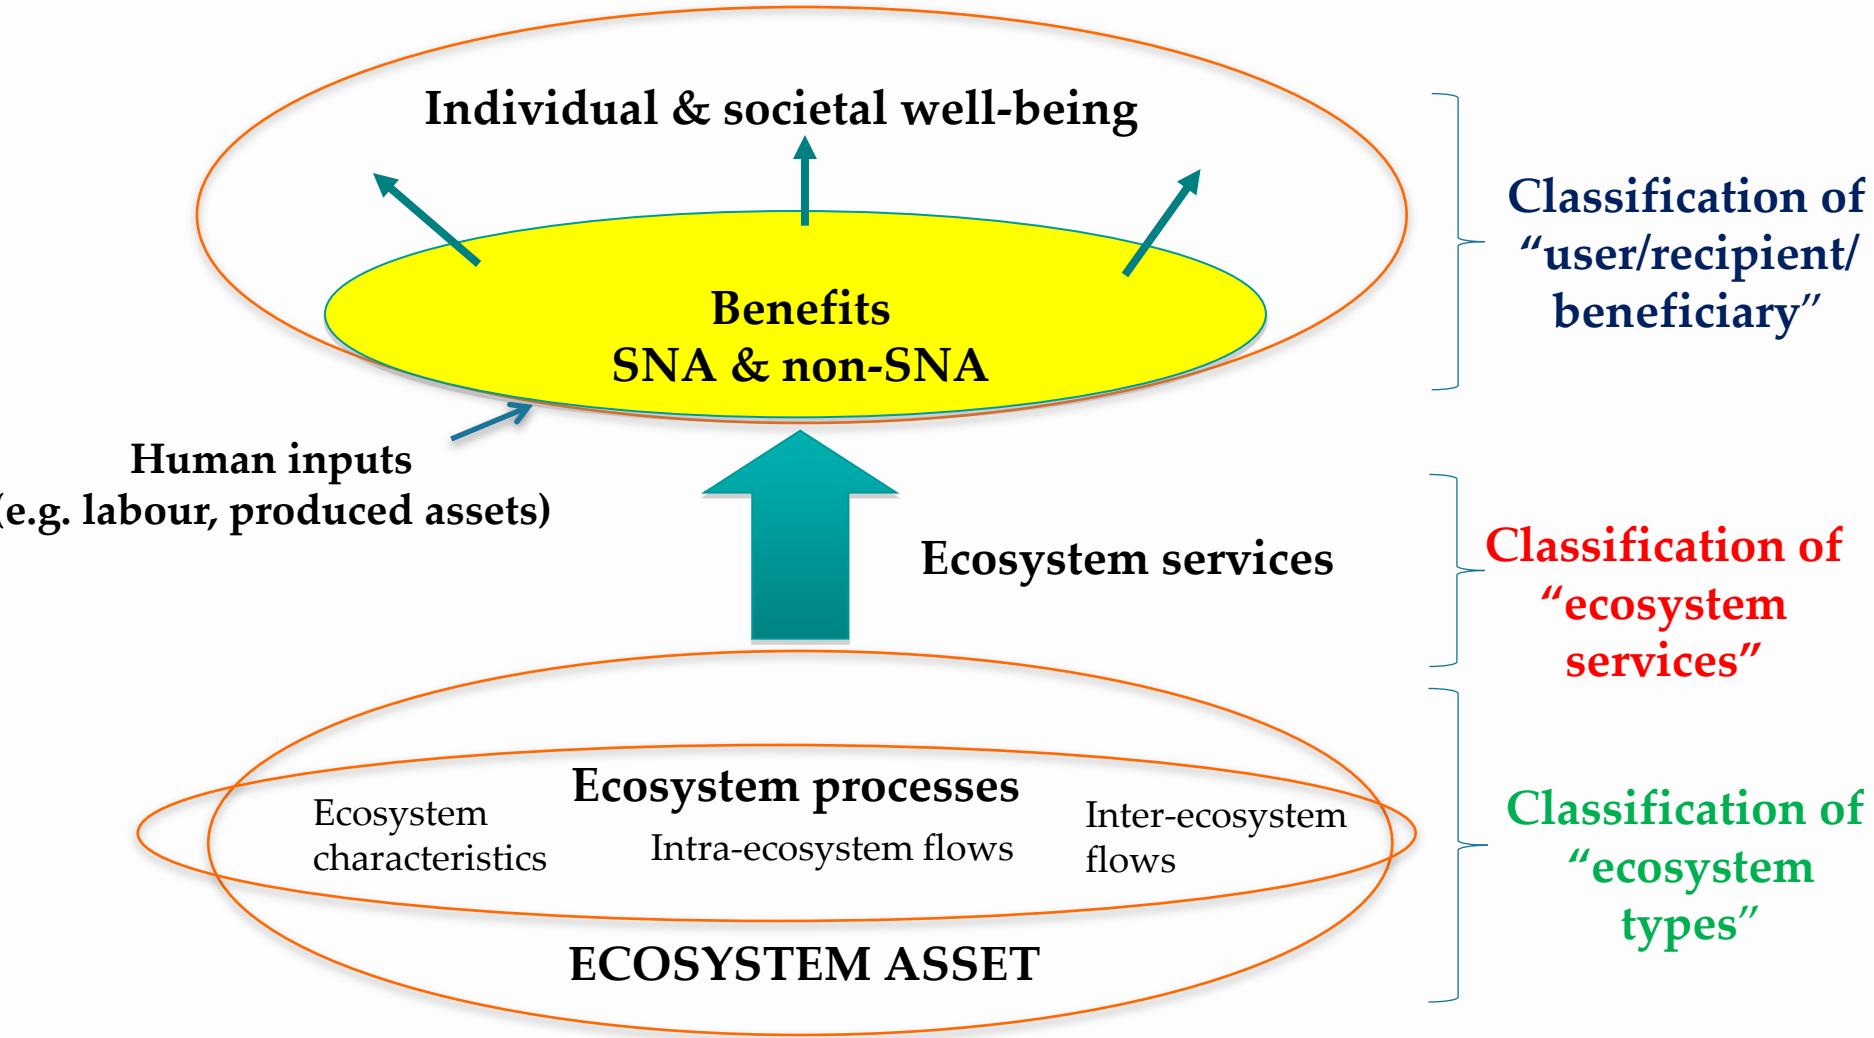 Individual & societal well-being
Classification of
“user/recipient/
beneficiary”
Benefits
SNA & non-SNA
Human inputs
(e.g. labour, produced assets)
Ecosystem services
Classification of
“ecosystem
services”
Ecosystem processes
Ecosystem
characteristics
Intra-ecosystem flows
Inter-ecosystem
flows
Classification of
“ecosystem
types”
ECOSYSTEM ASSET